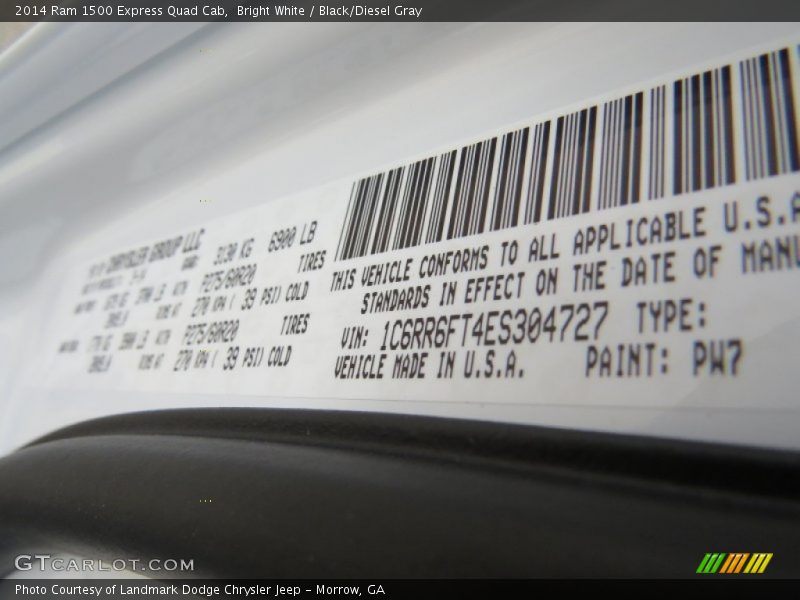 2014 Ram 1500 Express Quad Cab, Bright White / Black/Diesel Gray
CHRYSLER GROUP LLC
3130 KG 6900 LB
TIRES
P275/60R20
270 KPA ( 39 PSI) COLD
TIRES
P275/60R20
270 KPA ( 39 PSI) COLD
THIS VEHICLE CONFORMS TO ALL APPLICABLE U.S.A
STANDARDS IN EFFECT ON THE DATE OF MANU
VIN: 1C6RR6FT4ES304727 TYPE:
VEHICLE MADE IN U.S.A. PAINT: PW7
GTCARLOT.COM
Photo Courtesy of Landmark Dodge Chrysler Jeep – Morrow, GA